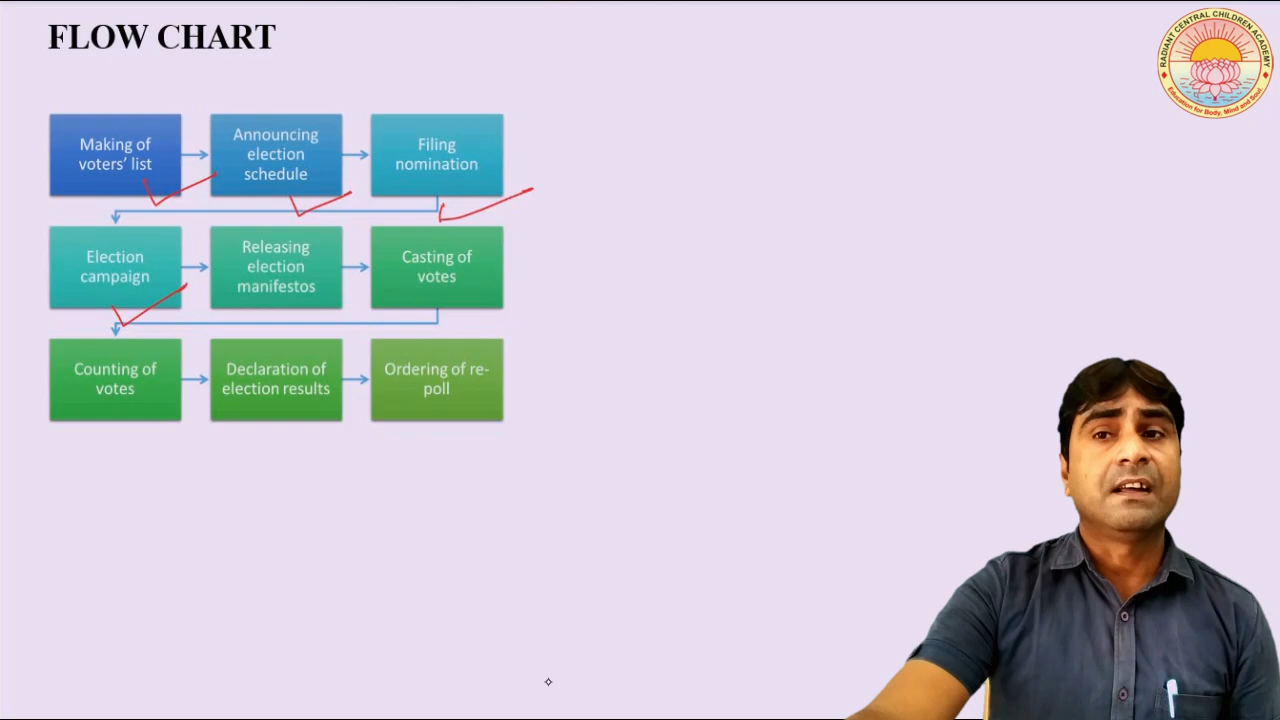 FLOW CHART
RADIANT CENTRAL CHILDREN ACADEMY
Education for Body, Mind and Soul
Making of
voters’ list
Announcing
election
schedule
Filing
nomination
Election
campaign
Releasing
election
manifestos
Casting of
votes
Counting of
votes
Declaration of
election results
Ordering of re-
poll